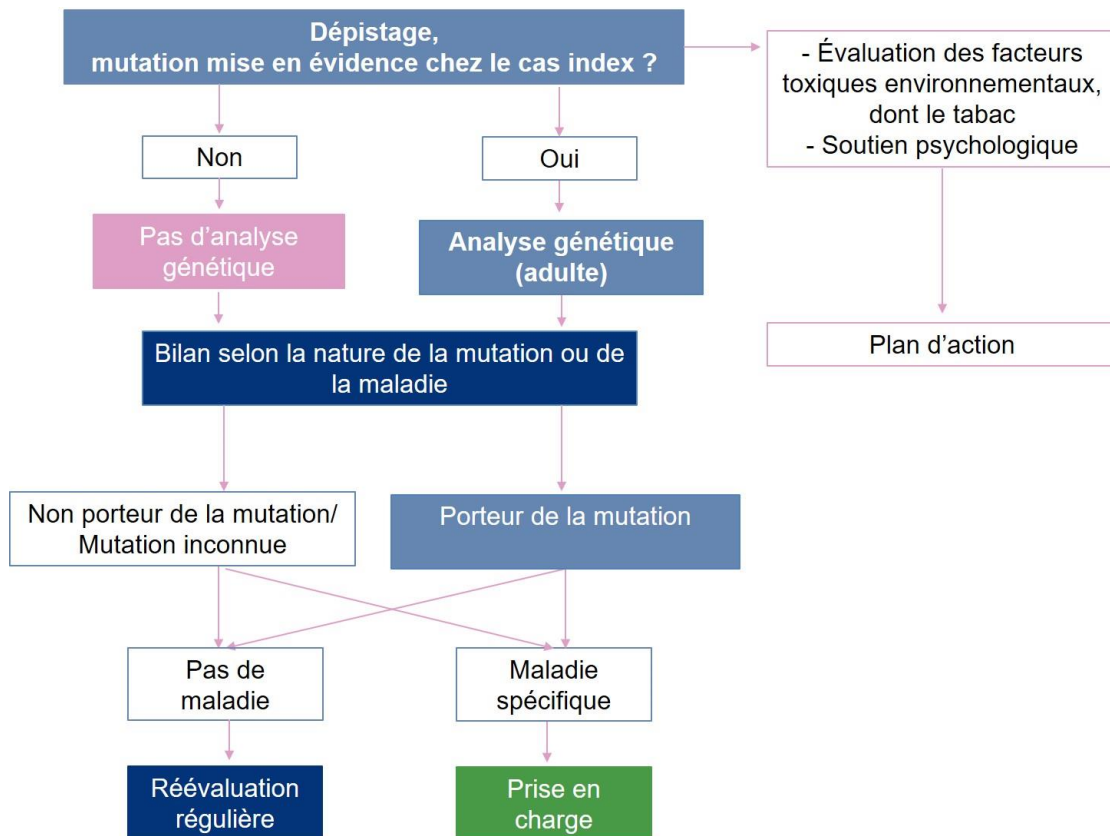 Dépistage,
mutation mise en évidence chez le cas index ?
- Évaluation des facteurs
toxiques environnementaux,
dont le tabac
- Soutien psychologique
Non
Oui
Pas d’analyse
génétique
Analyse génétique
(adulte)
Plan d’action
Bilan selon la nature de la mutation ou de
la maladie
Non porteur de la mutation/
Mutation inconnue
Porteur de la mutation
Pas de
maladie
Maladie
spécifique
Réévaluation
régulière
Prise en
charge